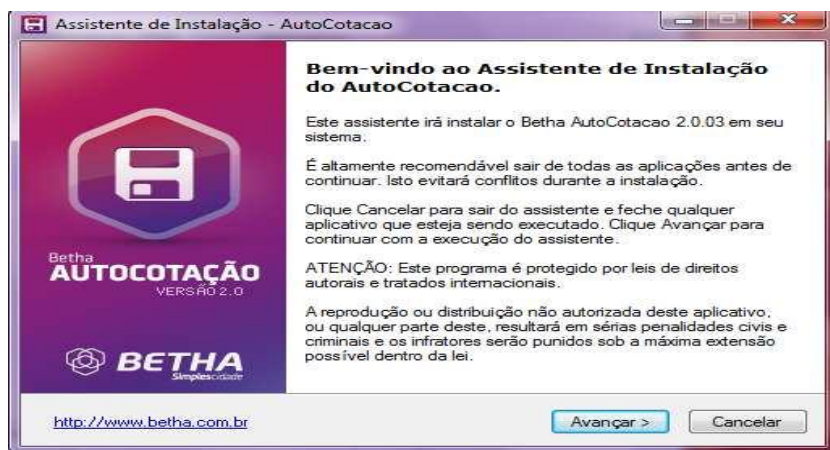 Assistente de Instalação - AutoCotacao
Bem-vindo ao Assistente de Instalação
do AutoCotacao.
Este assistente irá instalar o Betha AutoCotacao 2.0.03 em seu
sistema.
É altamente recomendável sair de todas as aplicações antes de
continuar. Isto evitará conflitos durante a instalação.
Clique Cancelar para sair do assistente e feche qualquer
aplicativo que esteja sendo executado. Clique Avançar para
continuar com a execução do assistente.
ATENÇÃO: Este programa é protegido por leis de direitos
autorais e tratados internacionais.
A reprodução ou distribuição não autorizada deste aplicativo,
ou qualquer parte deste, resultará em sérias penalidades civis e
criminais e os infratores serão punidos sob a máxima extensão
possível dentro da lei.
Betha
AUTOCOTAÇÃO
VERSÃO 2.0
BETHA
Simplescidade
http://www.betha.com.br
Avançar >
Cancelar